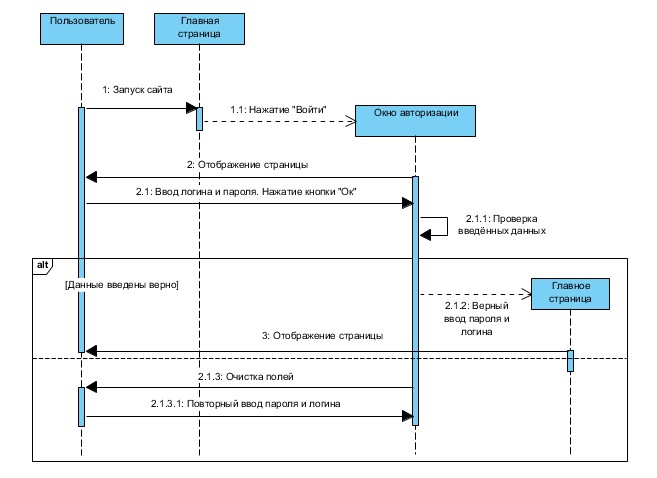 Пользователь
Главная
страница
1: Запуск сайта
1.1: Нажатие "Войти"
Окно авторизации
2: Отображение страницы
2.1: Ввод логина и пароля. Нажатие кнопки "Ок"
2.1.1: Проверка
введённых данных
alt
[Данные введены верно]
Главное
страница
2.1.2: Верный
ввод пароля и
логина
3: Отображение страницы
2.1.3: Очистка полей
2.1.3.1: Повторный ввод пароля и логина